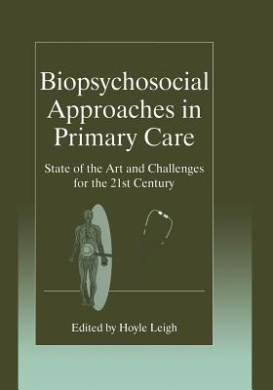 Biopsychosocial
Approaches in
Primary Care
State of the Art and Challenges
for the 21st Century
Edited by Hoyle Leigh